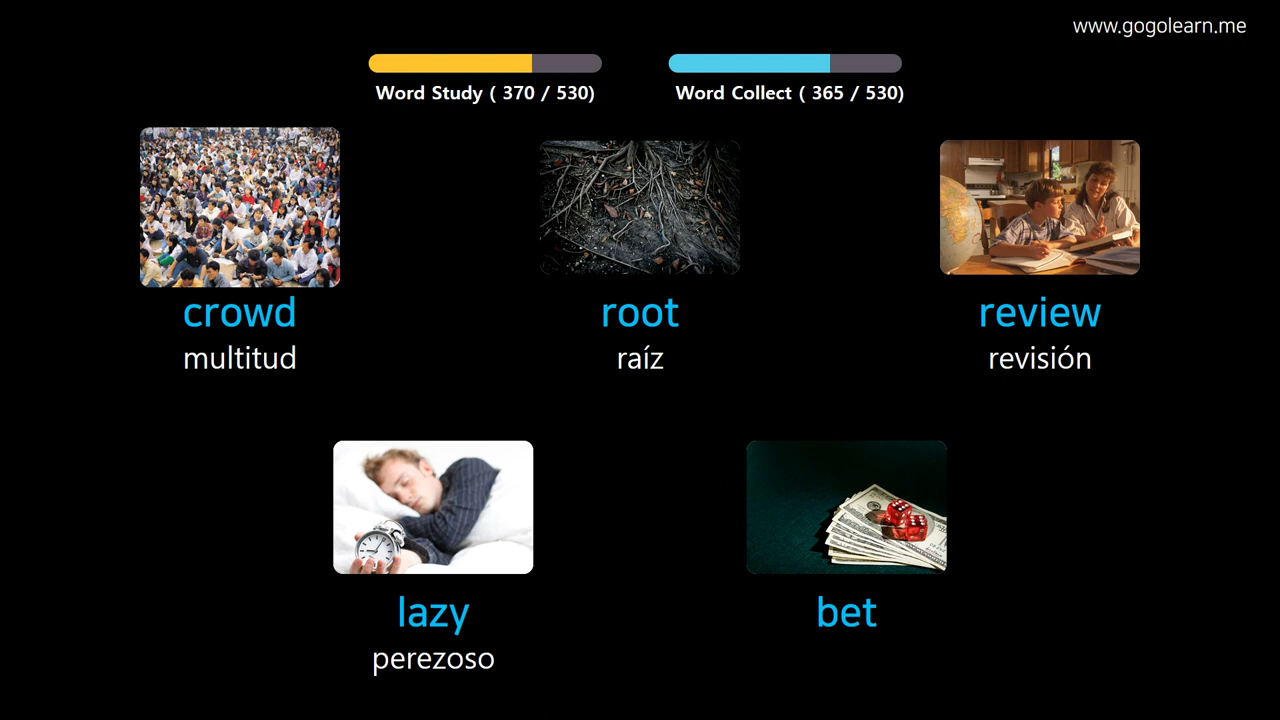 www.gogolearn.me
Word Study ( 370 / 530)
Word Collect ( 365 / 530)
crowd
multitud
root
raíz
review
revisión
lazy
perezoso
bet